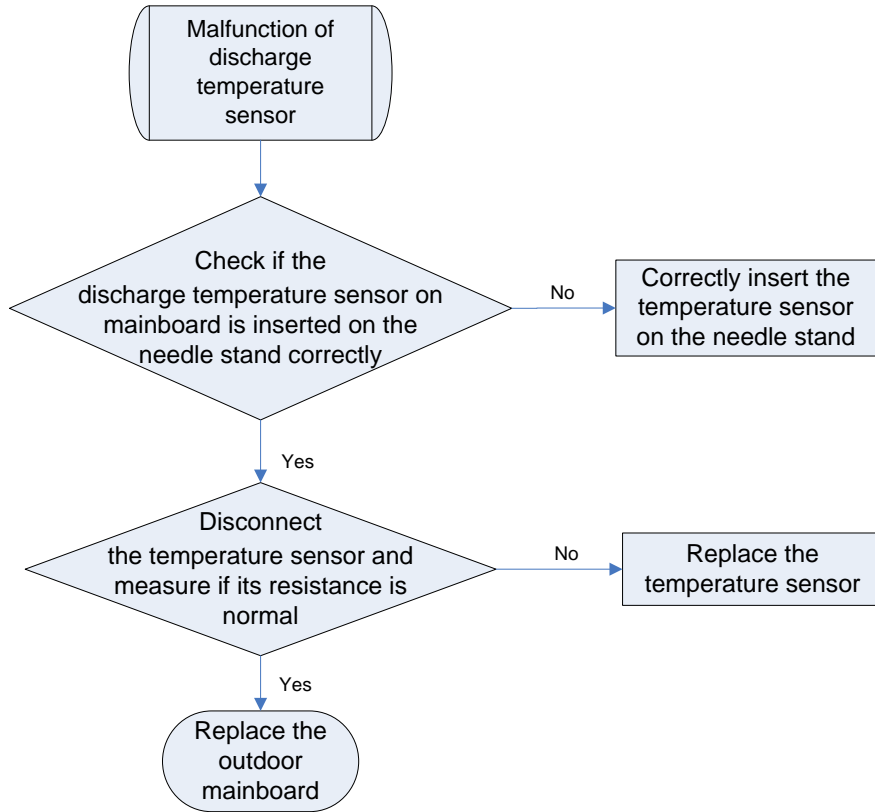 Malfunction of
discharge
temperature
sensor
Check if the
discharge temperature sensor on
mainboard is inserted on the
needle stand correctly
No
Correctly insert the
temperature sensor
on the needle stand
Yes
Disconnect
the temperature sensor and
measure if its resistance is
normal
No
Replace the
temperature sensor
Yes
Replace the
outdoor
mainboard